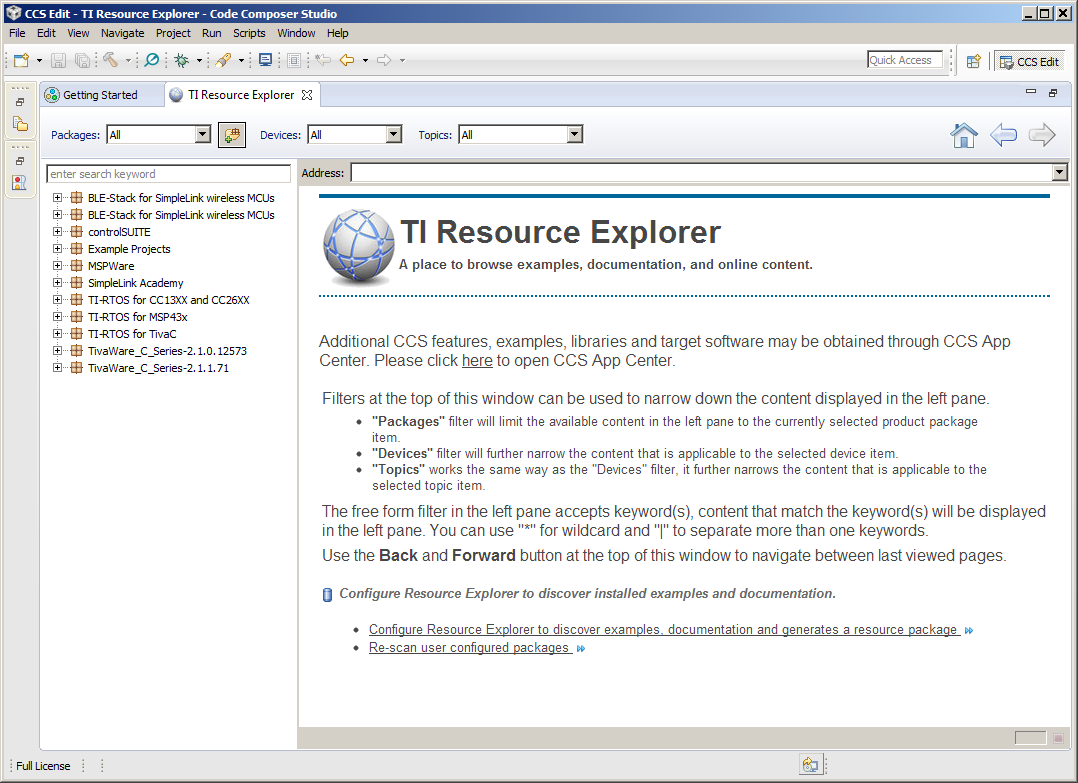 CCS Edit - TI Resource Explorer - Code Composer Studio
File Edit View Navigate Project Run Scripts Window Help
Quick Access
CCS Edit
Getting Started
TI Resource Explorer
Packages: All
Devices: All
Topics: All
enter search keyword
Address:
BLE-Stack for SimpleLink wireless MCUs
BLE-Stack for SimpleLink wireless MCUs
controlSUITE
Example Projects
MSPWare
SimpleLink Academy
TI-RTOS for CC13XX and CC26XX
TI-RTOS for MSP43x
TI-RTOS for TivaC
TivaWare_C_Series-2.1.0.12573
TivaWare_C_Series-2.1.1.71
TI Resource Explorer
A place to browse examples, documentation, and online content.
Additional CCS features, examples, libraries and target software may be obtained through CCS App
Center. Please click here to open CCS App Center.
Filters at the top of this window can be used to narrow down the content displayed in the left pane.
• "Packages" filter will limit the available content in the left pane to the currently selected product package
item.
• "Devices" filter will further narrow the content that is applicable to the selected device item.
• "Topics" works the same way as the "Devices" filter, it further narrows the content that is applicable to the
selected topic item.
The free form filter in the left pane accepts keyword(s), content that match the keyword(s) will be displayed
in the left pane. You can use "*" for wildcard and "|" to separate more than one keywords.
Use the Back and Forward button at the top of this window to navigate between last viewed pages.
Configure Resource Explorer to discover installed examples and documentation.
• Configure Resource Explorer to discover examples, documentation and generates a resource package
• Re-scan user configured packages
Full License